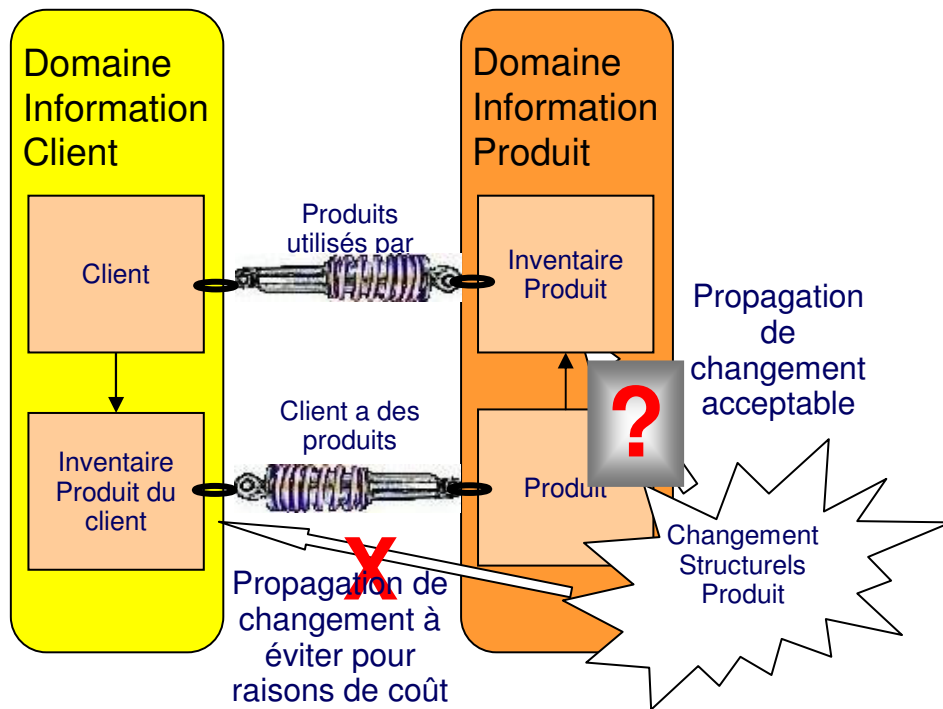 Domaine
Information
Client
Domaine
Information
Produit
Client
Produits
utilisés par
Inventaire
Produit
Propagation
de
changement
acceptable
?
Inventaire
Produit du
client
Client a des
produits
Produit
Changement
Structurels
Produit
X
Propagation de
changement à
éviter pour
raisons de coût